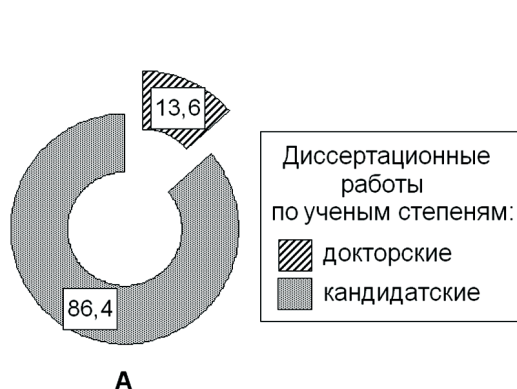 13,6
86,4
Диссертационные
работы
по ученым степеням:
докторские
кандидатские
А